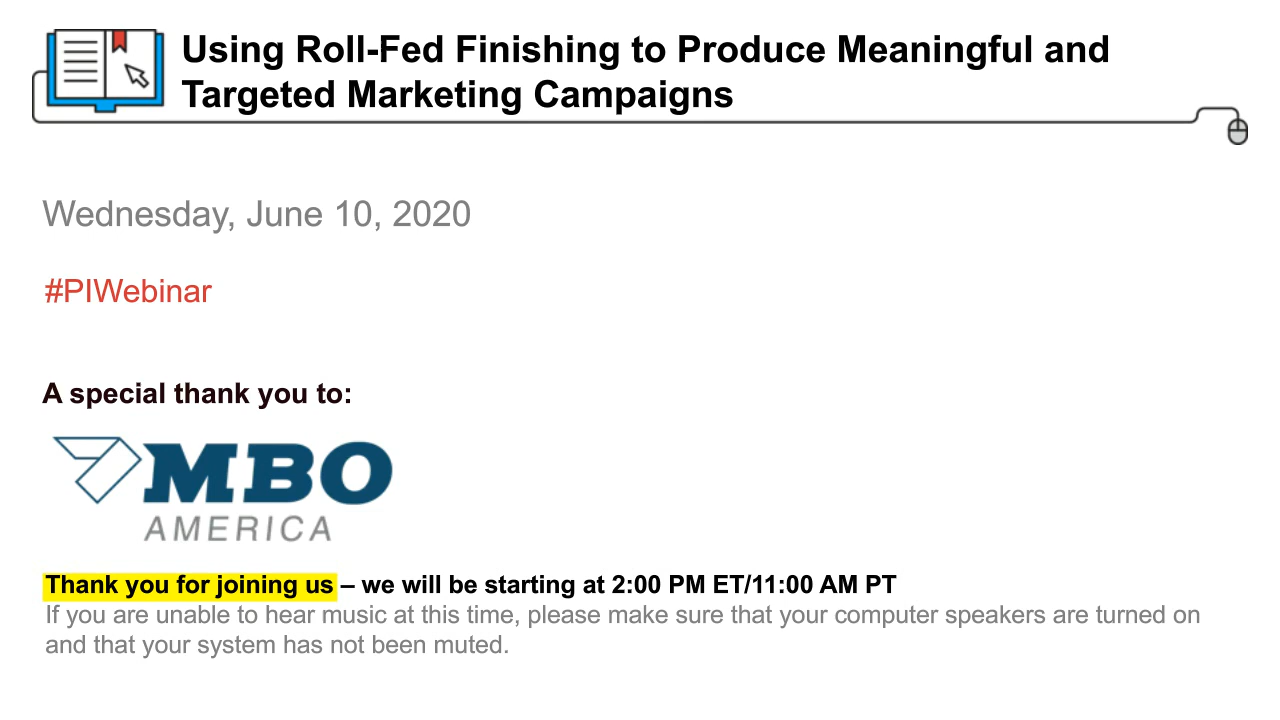 Using Roll-Fed Finishing to Produce Meaningful and
Targeted Marketing Campaigns
Wednesday, June 10, 2020
#PIWebinar
A special thank you to:
MBO
AMERICA
Thank you for joining us – we will be starting at 2:00 PM ET/11:00 AM PT
If you are unable to hear music at this time, please make sure that your computer speakers are turned on
and that your system has not been muted.